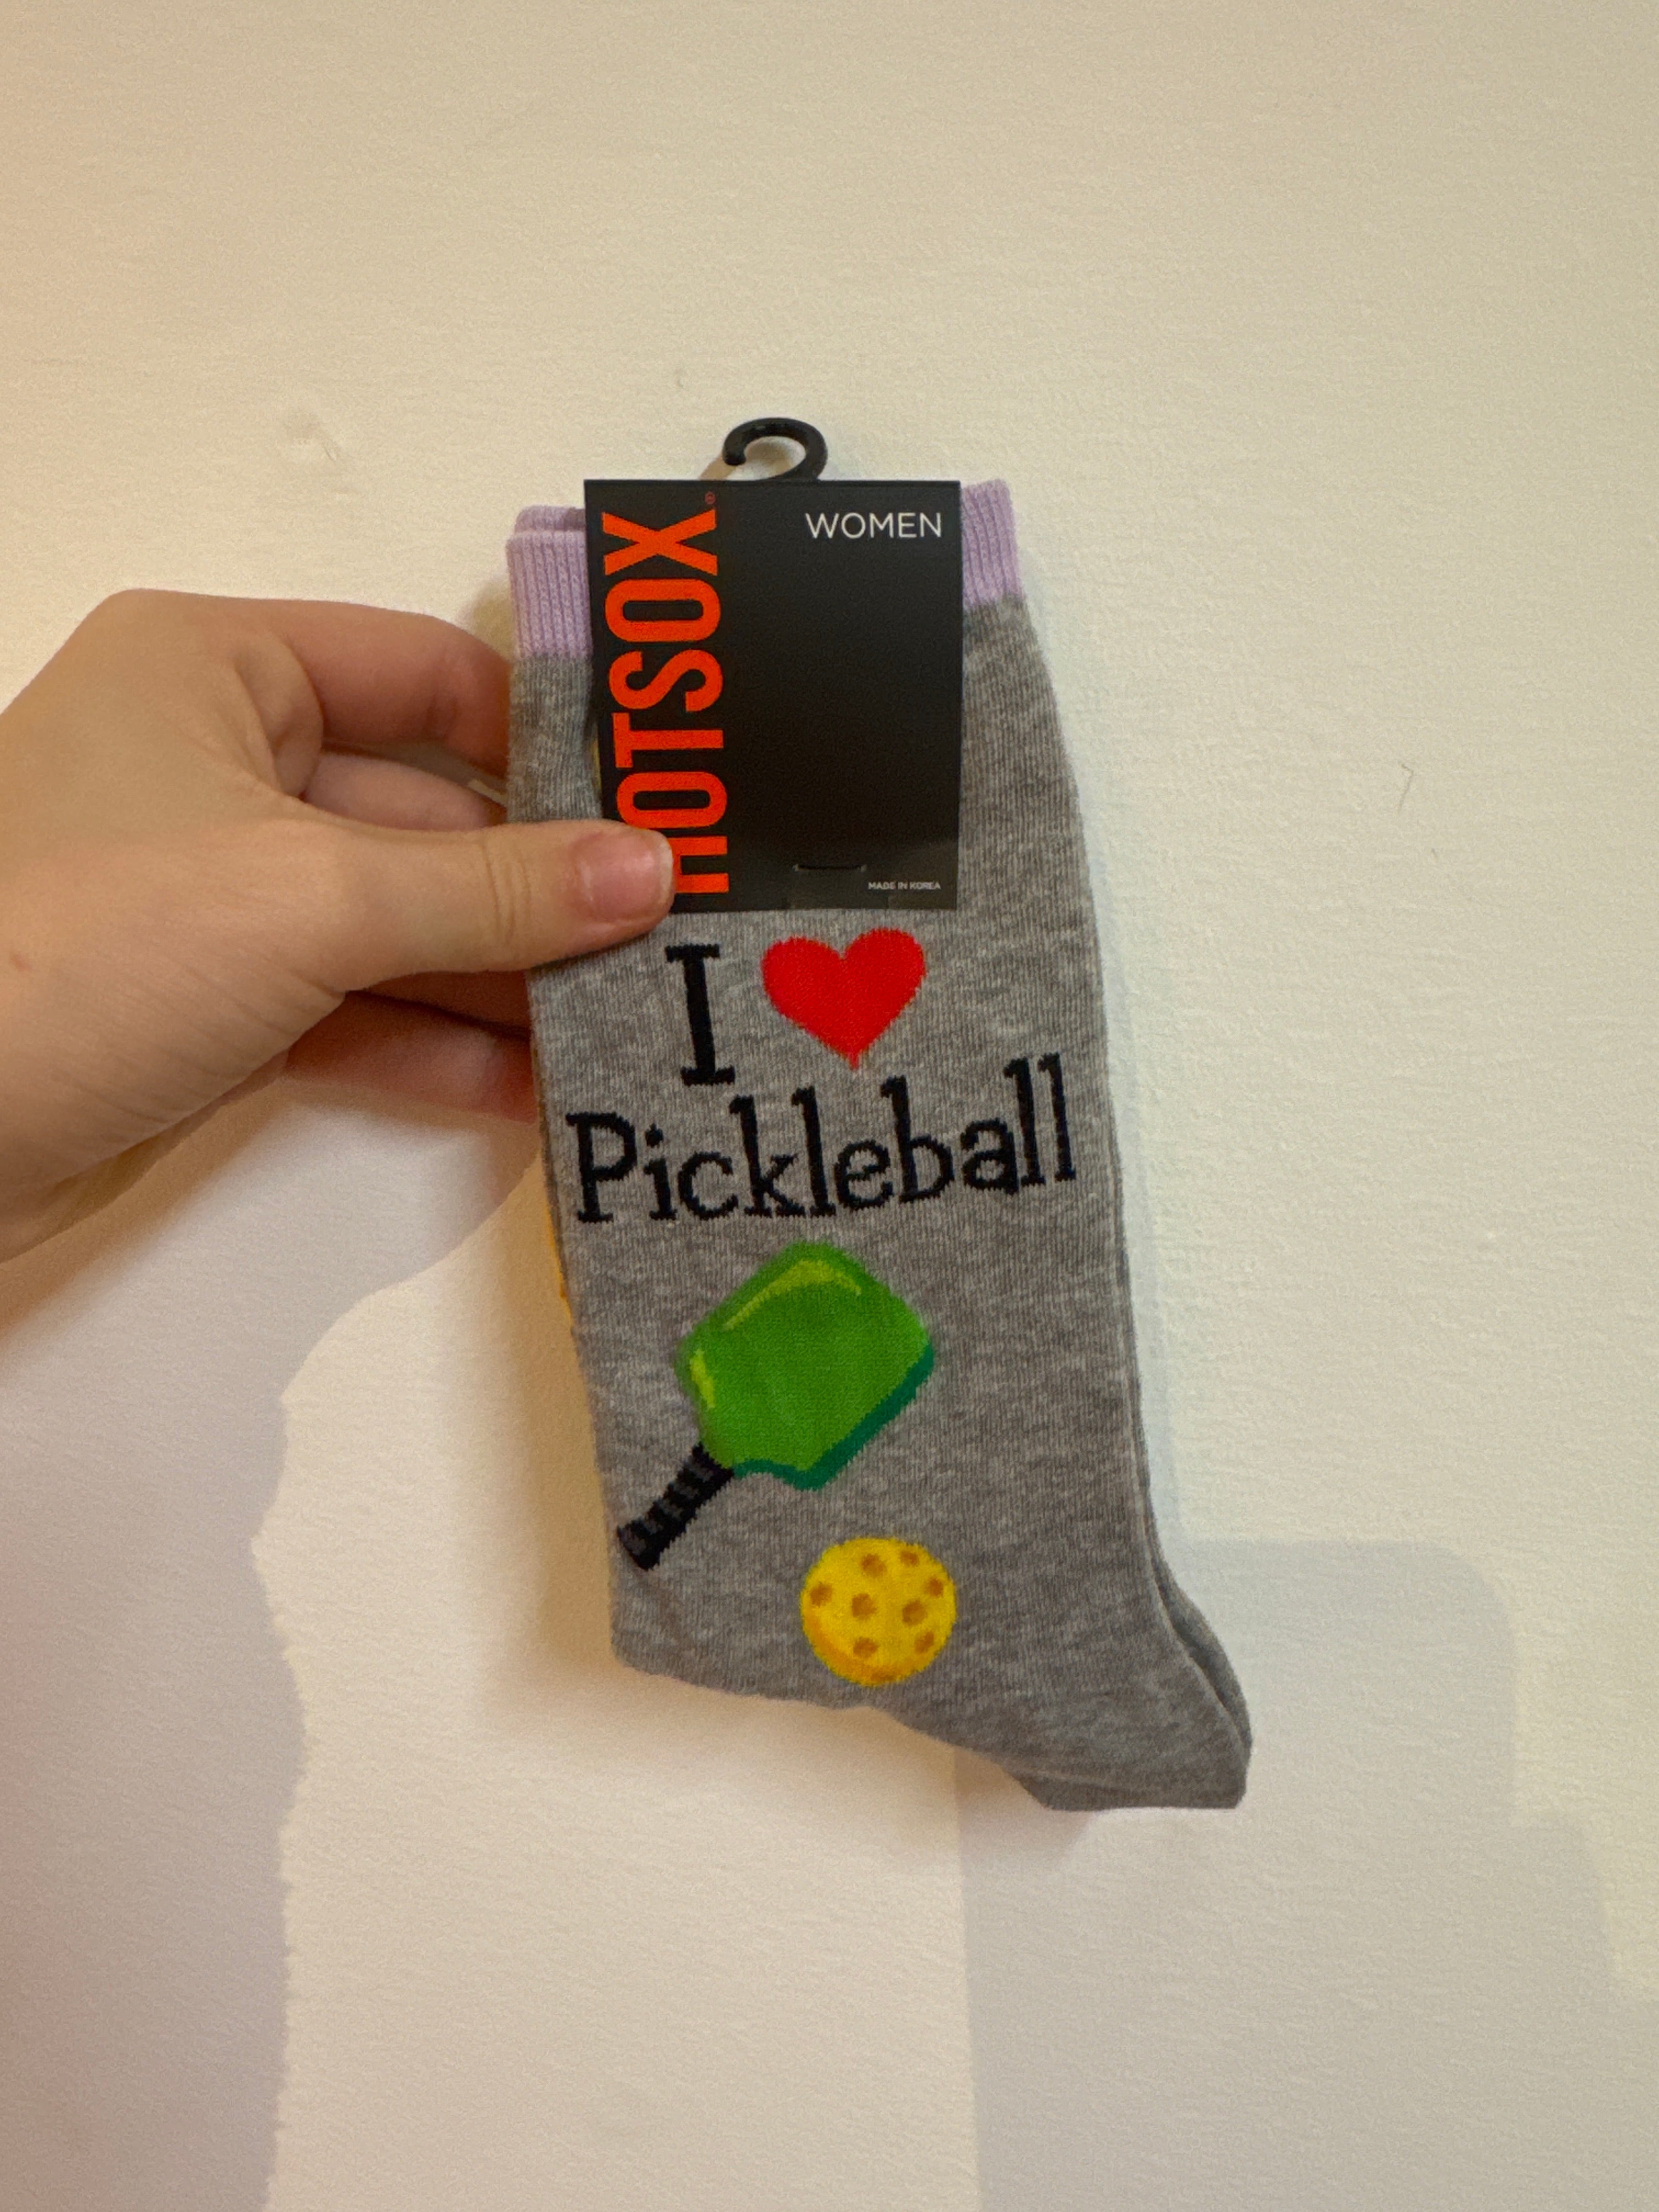 HOTSOX®
WOMEN
MADE IN KOREA
I ♥
Pickleball